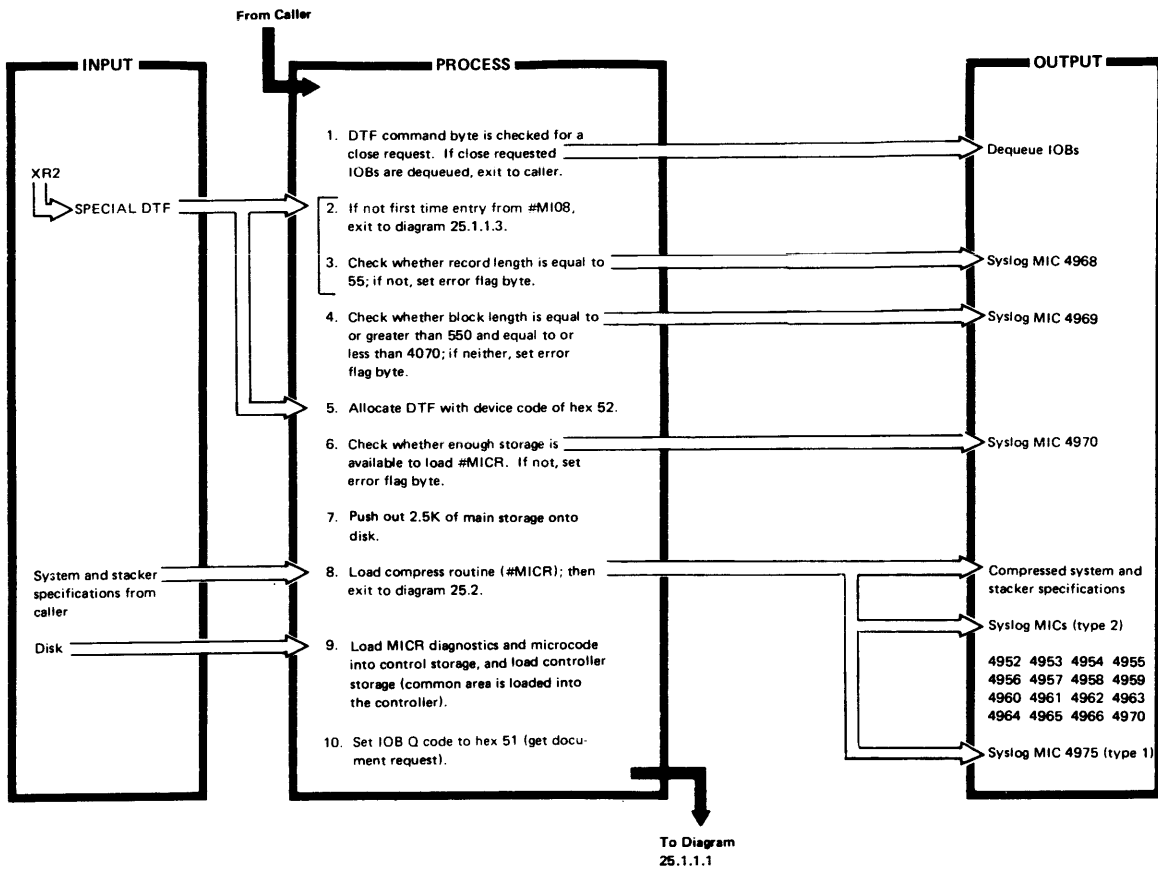 From Caller
INPUT
PROCESS
OUTPUT
1. DTF command byte is checked for a
close request. If close requested
IOBs are dequeued, exit to caller.
Dequeue IOBs
XR2
SPECIAL DTF
2. If not first time entry from #MI08,
exit to diagram 25.1.1.3.
3. Check whether record length is equal to
55; if not, set error flag byte.
Syslog MIC 4968
4. Check whether block length is equal to
or greater than 550 and equal to or
less than 4070; if neither, set error
flag byte.
Syslog MIC 4969
5. Allocate DTF with device code of hex 52.
6. Check whether enough storage is
available to load #MICR. If not, set
error flag byte.
Syslog MIC 4970
7. Push out 2.5K of main storage onto
disk.
System and stacker
specifications from
caller
8. Load compress routine (#MICR); then
exit to diagram 25.2.
Compressed system and
stacker specifications
Syslog MICs (type 2)
Disk
9. Load MICR diagnostics and microcode
into control storage, and load controller
storage (common area is loaded into
the controller).
4952 4953 4954 4955
4956 4957 4958 4959
4960 4961 4962 4963
4964 4965 4966 4970
10. Set IOB Q code to hex 51 (get docu-
ment request).
Syslog MIC 4975 (type 1)
To Diagram
25.1.1.1